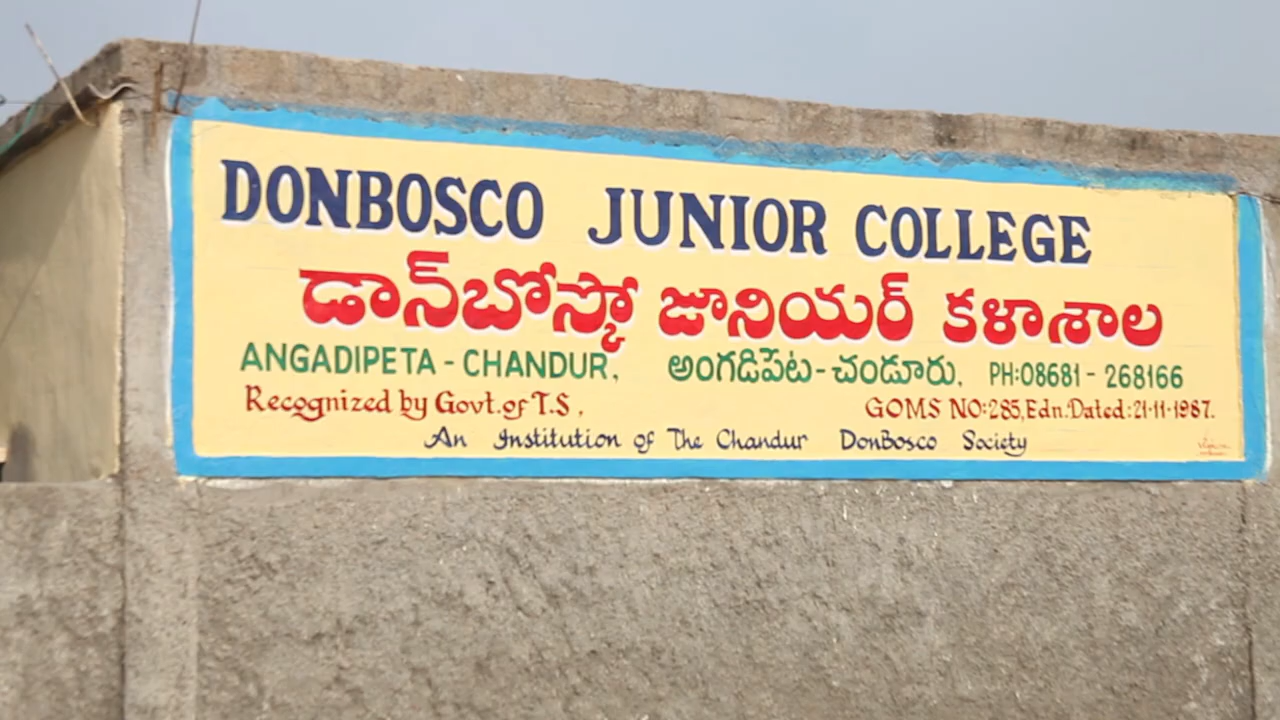 DONBOSCO JUNIOR COLLEGE
డాన్‌బోస్కో జూనియర్ కళాశాల
ANGADIPETA - CHANDUR, అంగడిపేట - చండూరు, PH:08681 - 268166
Recognized by Govt. of T.S, GOMS NO:285, Edn. Dated:21-11-1987.
An Institution of The Chandur DonBosco Society